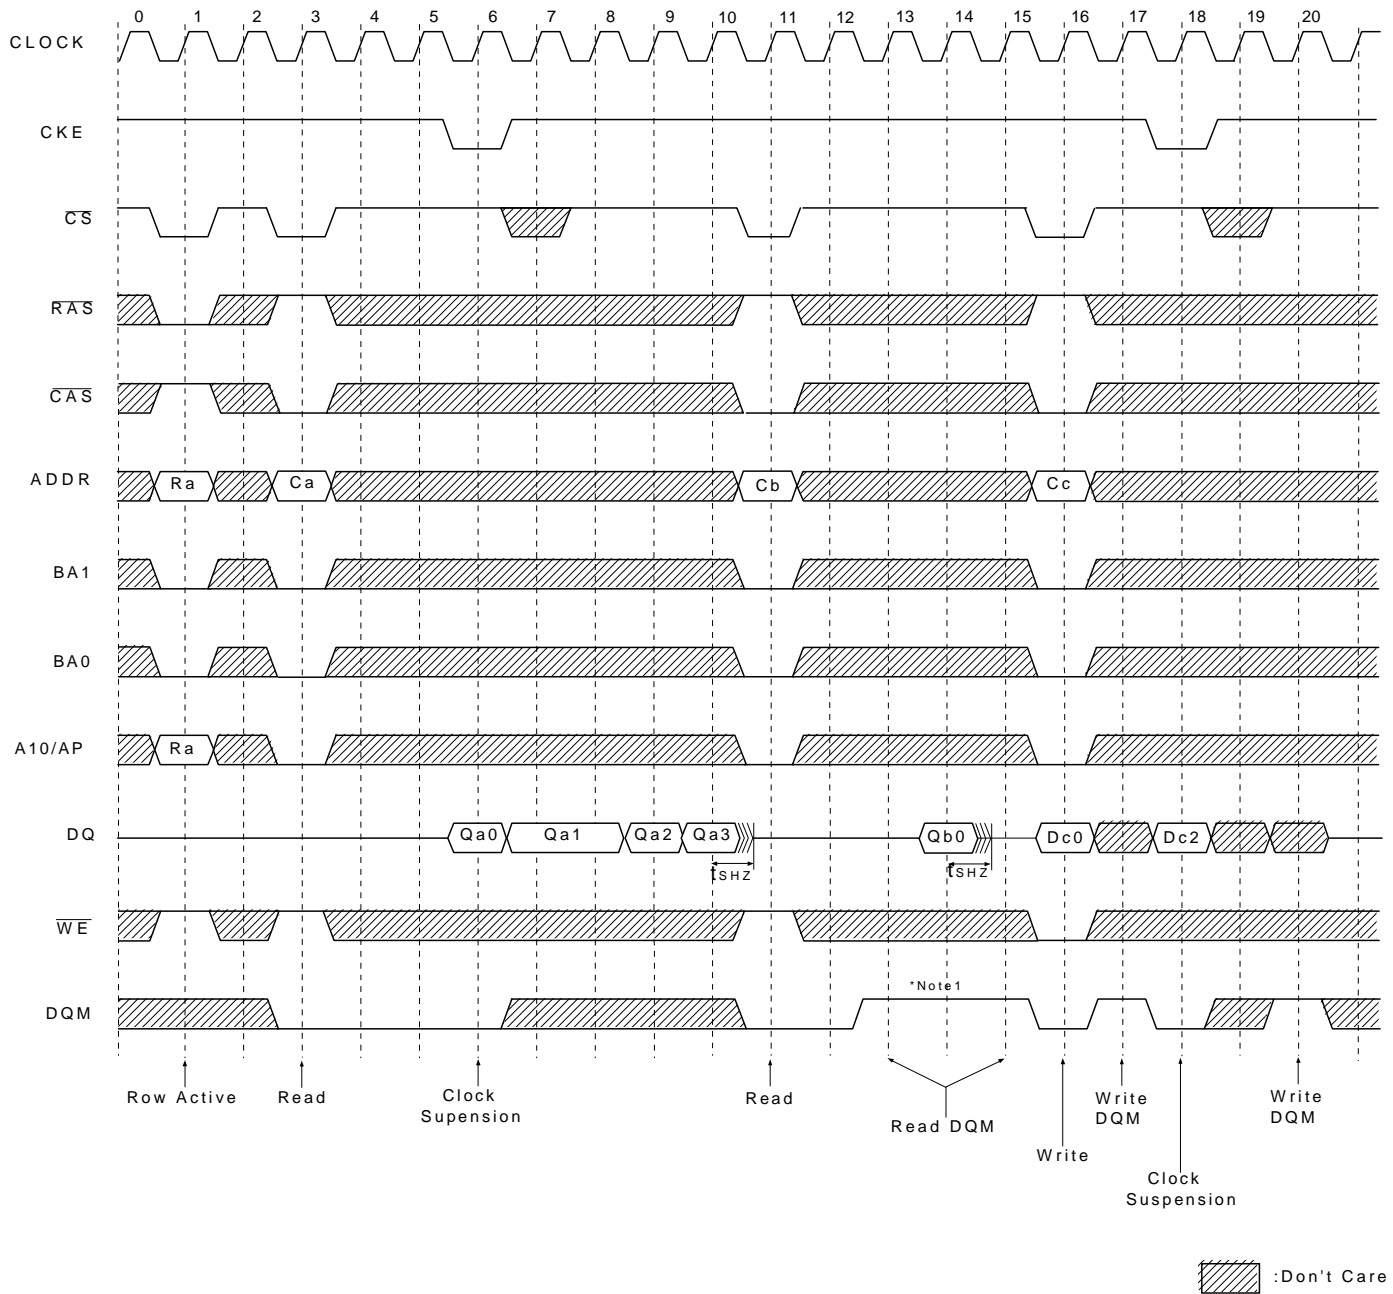 0 1 2 3 4 5 6 7 8 9 10 11 12 13 14 15 16 17 18 19 20
CLOCK
CKE
CS
RAS
CAS
ADDR Ra Ca Cb Cc
BA1
BA0
A10/AP Ra
DQ Qa0 Qa1 Qa2 Qa3 Qb0 Dc0 Dc2
tSHZ tSHZ
WE
*Note1
DQM
Row Active Read Clock Read Write Write
Supension DQM DQM
Read DQM
Write
Clock
Suspension
:Don't Care